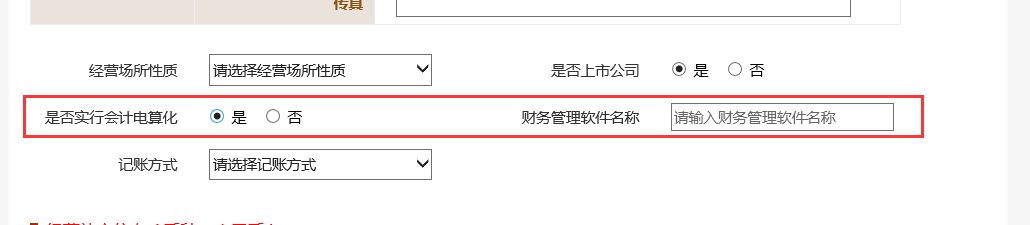 传真
经营场所性质 请选择经营场所性质 是否上市公司 是 否
是否实行会计电算化 是 否 财务管理软件名称 请输入财务管理软件名称
记账方式 请选择记账方式